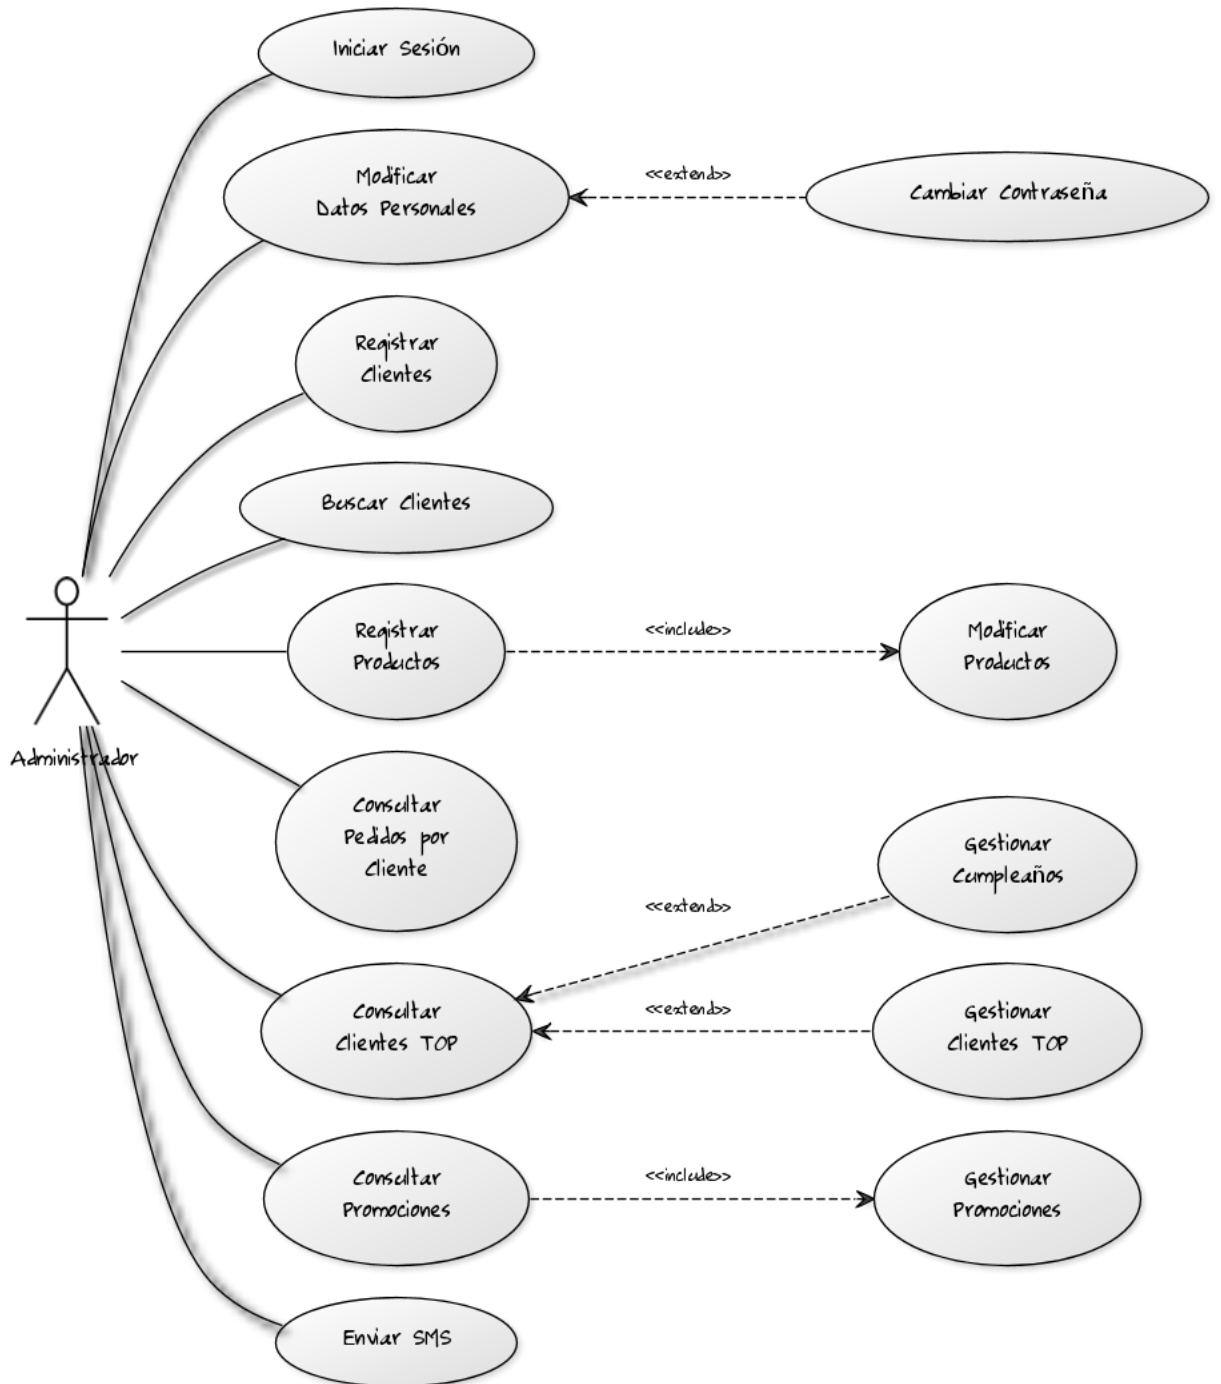 Iniciar Sesión
Modificar
Datos Personales
<<extend>>
Cambiar Contraseña
Registrar
Clientes
Buscar Clientes
Registrar
Productos
<<include>>
Modificar
Productos
Administrador
Consultar
Pedidos por
Cliente
Gestionar
Cumpleaños
<<extend>>
Consultar
Clientes TOP
<<extend>>
Gestionar
Clientes TOP
Consultar
Promociones
<<include>>
Gestionar
Promociones
Enviar SMS